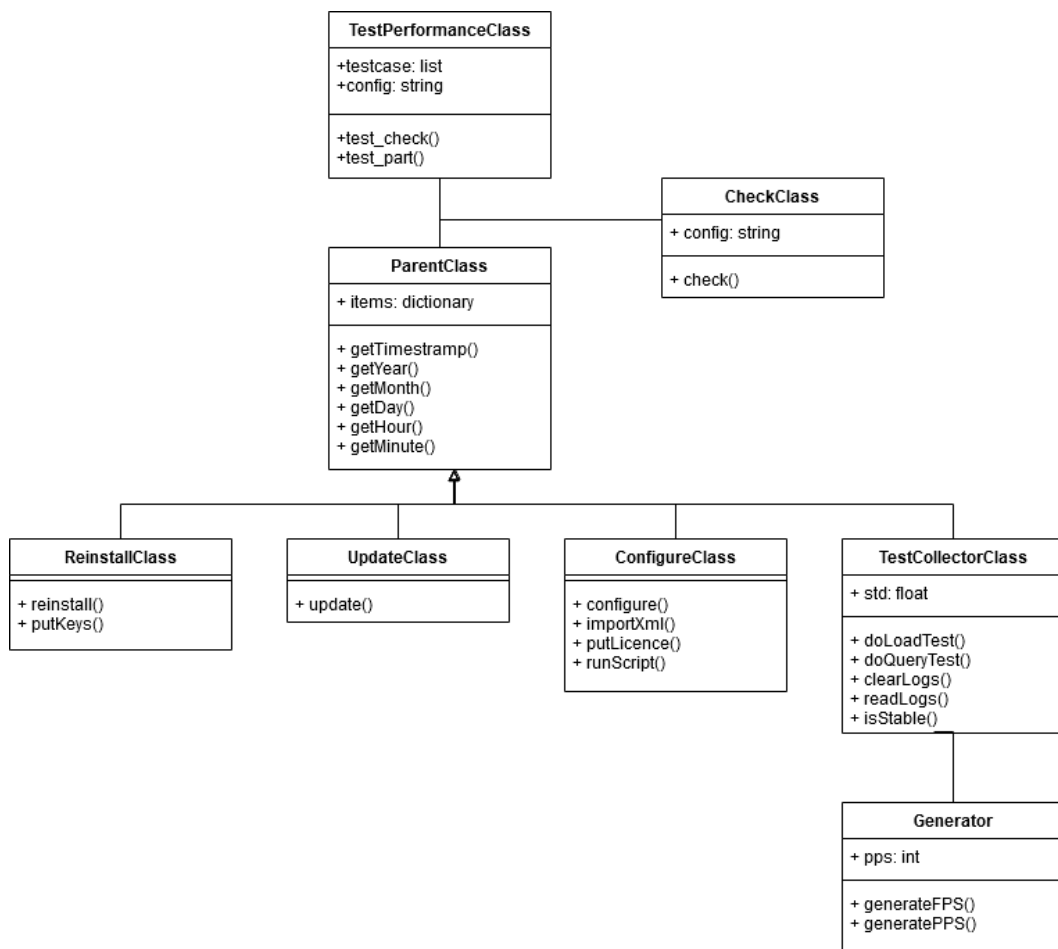 TestPerformanceClass
+testcase: list
+config: string
+test_check()
+test_part()
CheckClass
+ config: string
+ check()
ParentClass
+ items: dictionary
+ getTimestramp()
+ getYear()
+ getMonth()
+ getDay()
+ getHour()
+ getMinute()
ReinstallClass
+ reinstall()
+ putKeys()
UpdateClass
+ update()
ConfigureClass
+ configure()
+ importXml()
+ putLicence()
+ runScript()
TestCollectorClass
+ std: float
+ doLoadTest()
+ doQueryTest()
+ clearLogs()
+ readLogs()
+ isStable()
Generator
+ pps: int
+ generateFPS()
+ generatePPS()